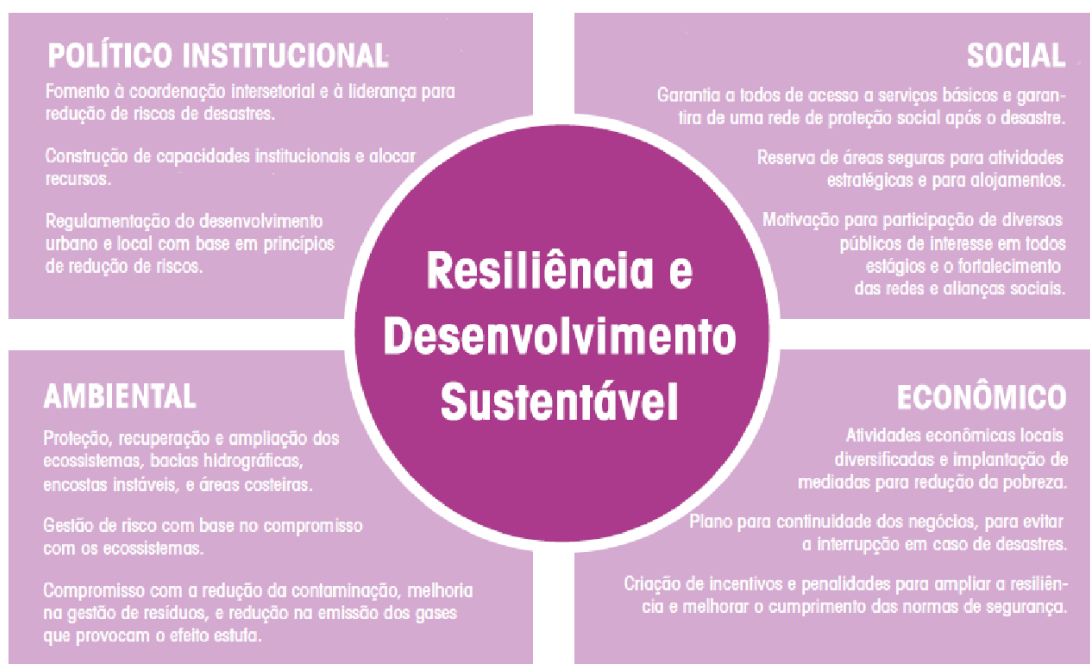 POLÍTICO INSTITUCIONAL
Fomento à coordenação intersetorial e à liderança para
redução de riscos de desastres.
Construção de capacidades institucionais e alocar
recursos.
Regulamentação do desenvolvimento
urbano e local com base em princípios
de redução de riscos.
SOCIAL
Garantia a todos de acesso a serviços básicos e garan-
tira de uma rede de proteção social após o desastre.
Reserva de áreas seguras para atividades
estratégicas e para alojamentos.
Motivação para participação de diversos
públicos de interesse em todos
estágios e o fortalecimento
das redes e alianças sociais.
Resiliência e
Desenvolvimento
Sustentável
AMBIENTAL
Proteção, recuperação e ampliação dos
ecossistemas, bacias hidrográficas,
encostas instáveis, e áreas costeiras.
Gestão de risco com base no compromisso
com os ecossistemas.
Compromisso com a redução da contaminação, melhoria
na gestão de resíduos, e redução na emissão dos gases
que provocam o efeito estufa.
ECONÔMICO
Atividades econômicas locais
diversificadas e implantação de
mediadas para redução da pobreza.
Plano para continuidade dos negócios, para evitar
a interrupção em caso de desastres.
Criação de incentivos e penalidades para ampliar a resiliên-
cia e melhorar o cumprimento das normas de segurança.